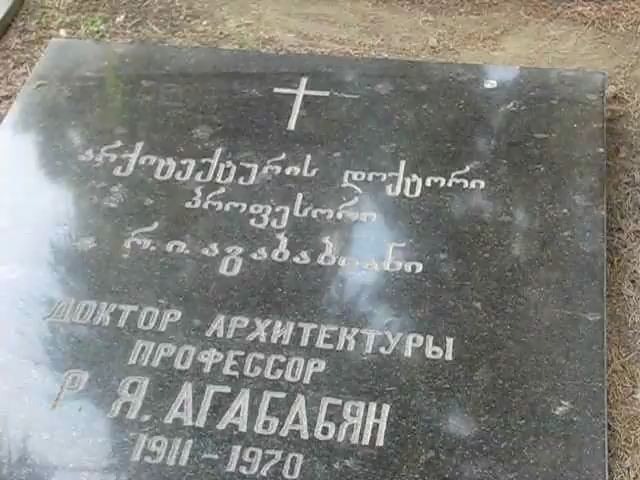 არქიტექტურის დოქტორი
პროფესორი
რ. ი. აგაბაბიანი
ДОКТОР АРХИТЕКТУРЫ
ПРОФЕССОР
Р. Я. АГАБАБЯН
1911 - 1970